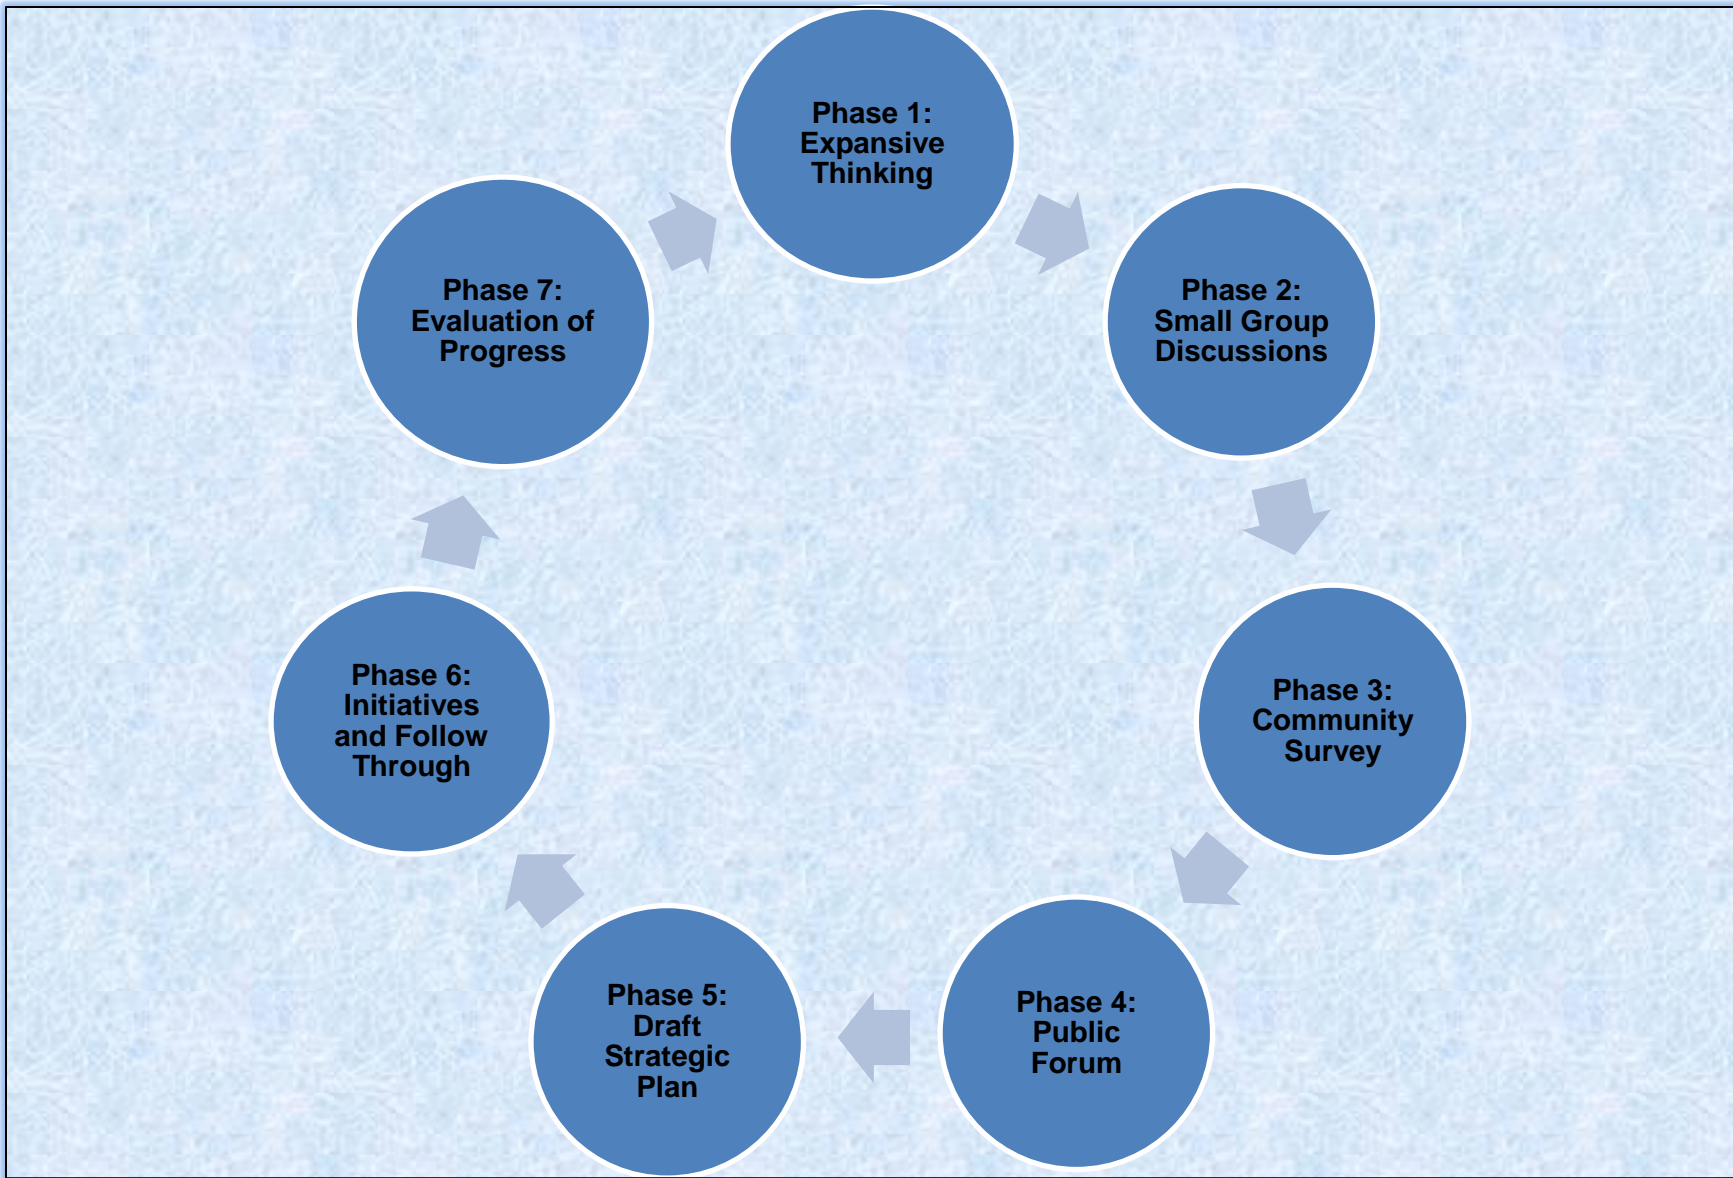 Phase 1:
Expansive
Thinking
Phase 2:
Small Group
Discussions
Phase 3:
Community
Survey
Phase 4:
Public
Forum
Phase 5:
Draft
Strategic
Plan
Phase 6:
Initiatives
and Follow
Through
Phase 7:
Evaluation of
Progress